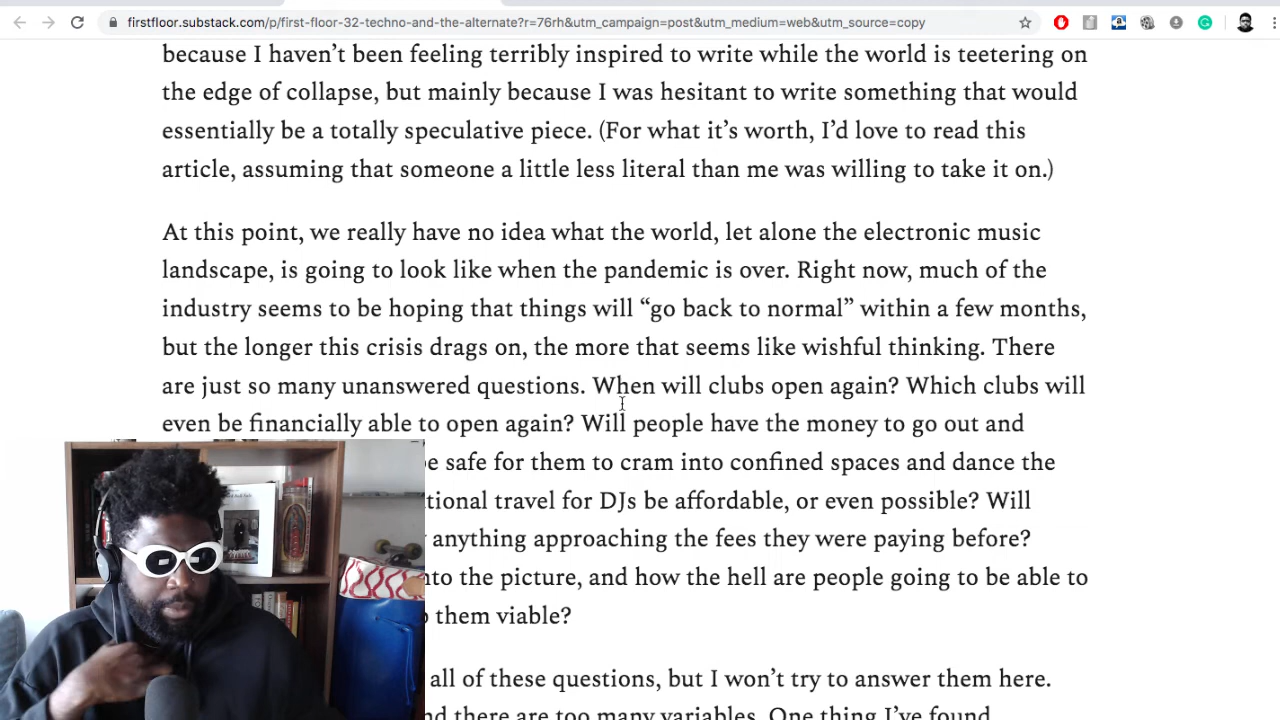 firstfloor.substack.com/p/first-floor-32-techno-and-the-alternate?r=76rh&utm_campaign=post&utm_medium=web&utm_source=copy
because I haven’t been feeling terribly inspired to write while the world is teetering on
the edge of collapse, but mainly because I was hesitant to write something that would
essentially be a totally speculative piece. (For what it’s worth, I’d love to read this
article, assuming that someone a little less literal than me was willing to take it on.)
At this point, we really have no idea what the world, let alone the electronic music
landscape, is going to look like when the pandemic is over. Right now, much of the
industry seems to be hoping that things will “go back to normal” within a few months,
but the longer this crisis drags on, the more that seems like wishful thinking. There
are just so many unanswered questions. When will clubs open again? Which clubs will
even be financially able to open again? Will people have the money to go out and
safe for them to cram into confined spaces and dance the
travel for DJs be affordable, or even possible? Will
anything approaching the fees they were paying before?
the picture, and how the hell are people going to be able to
them viable?
all of these questions, but I won’t try to answer them here.
there are too many variables. One thing I’ve found